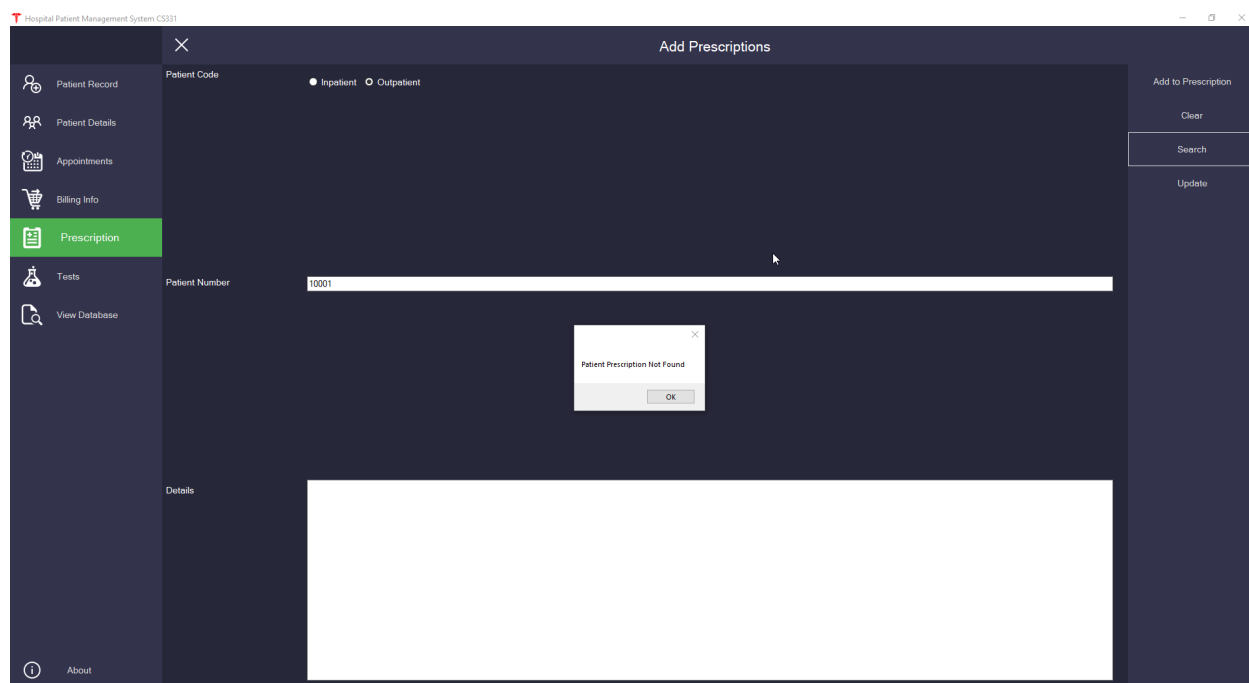 Hospital Patient Management System CS331
Add Prescriptions
Patient Record
Patient Details
Appointments
Billing Info
Prescription
Tests
View Database
About
Patient Code
Inpatient Outpatient
Patient Number
10001
Details
Patient Prescription Not Found
OK
Add to Prescription
Clear
Search
Update